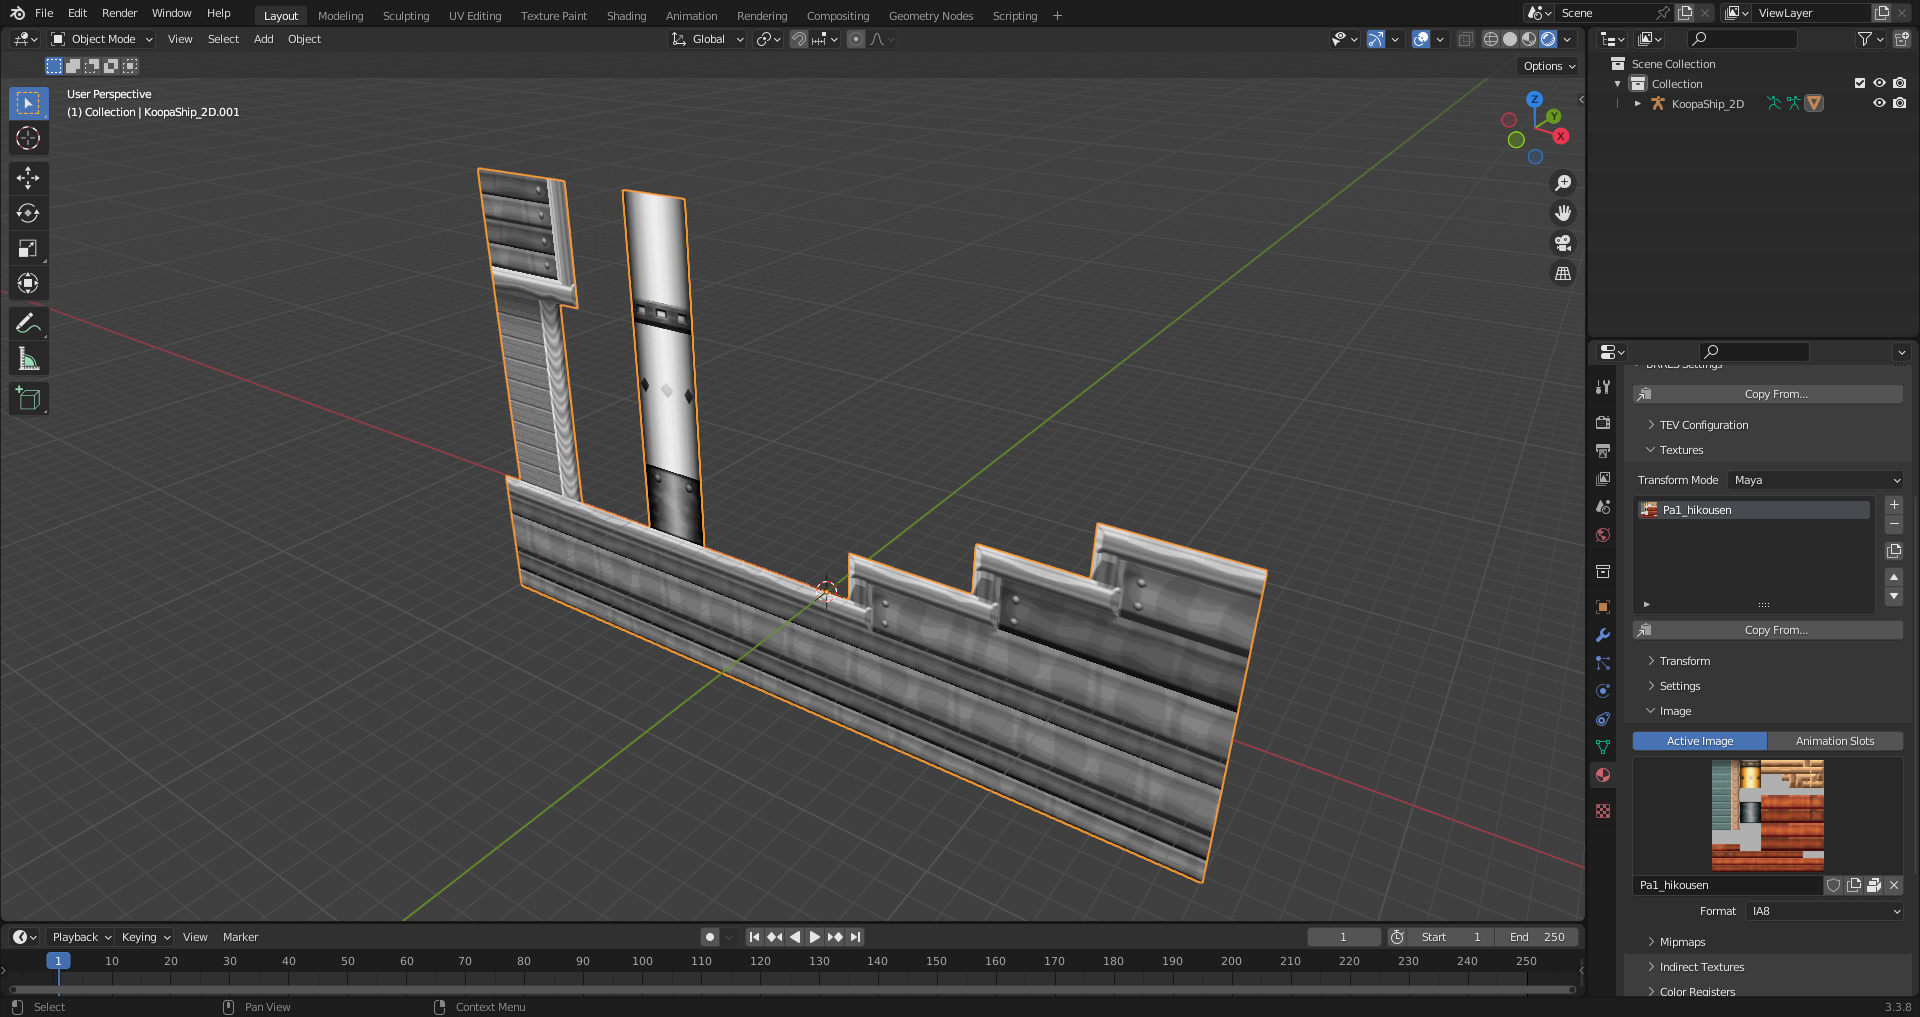 File Edit Render Window Help Layout Modeling Sculpting UV Editing Texture Paint Shading Animation Rendering Compositing Geometry Nodes Scripting + Scene ViewLayer
Object Mode View Select Add Object Global
Options
User Perspective
(1) Collection | KoopaShip_2D.001
Z
Y
X
Scene Collection
Collection
KoopaShip_2D
BRRES Settings
Copy From...
TEV Configuration
Textures
Transform Mode Maya
Pa1_hikousen
Copy From...
Transform
Settings
Image
Active Image Animation Slots
Pa1_hikousen
Format IA8
Mipmaps
Indirect Textures
Color Registers
Playback Keying View Marker 1 Start 1 End 250
1 10 20 30 40 50 60 70 80 90 100 110 120 130 140 150 160 170 180 190 200 210 220 230 240 250
Select Pan View Context Menu 3.3.8